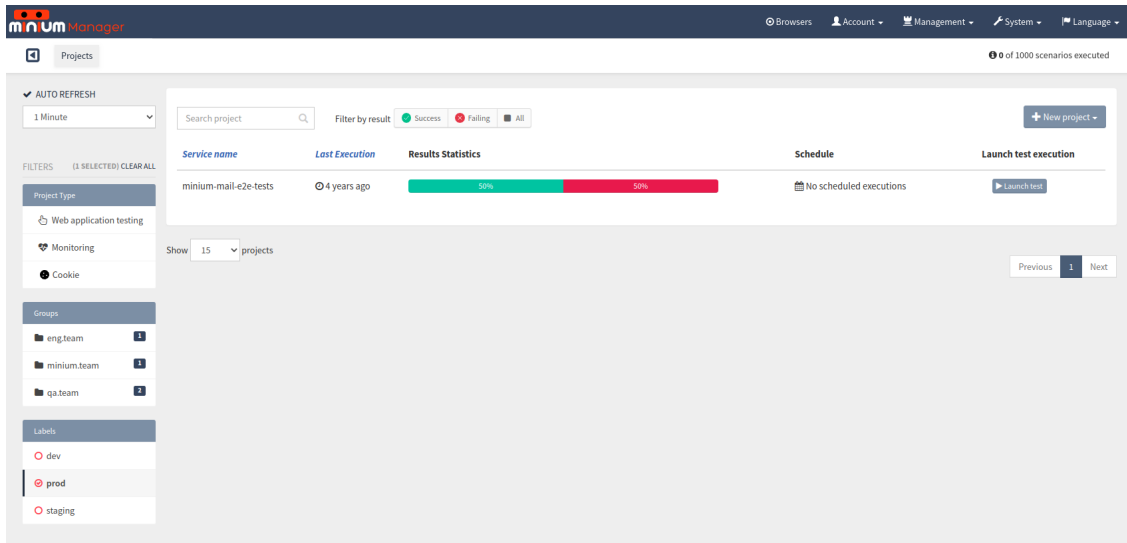 minium Manager
Browsers Account Management System Language
Projects
0 of 1000 scenarios executed
AUTO REFRESH
1 Minute
FILTERS (1 SELECTED) CLEAR ALL
Project Type
Web application testing
Monitoring
Cookie
Groups
eng.team 1
minium.team 1
qa.team 2
Labels
dev
prod
staging
Search project
Filter by result Success Failing All
New project
Service name Last Execution Results Statistics Schedule Launch test execution
minium-mail-e2e-tests 4 years ago 50% 50% No scheduled executions Launch test
Show 15 projects
Previous 1 Next